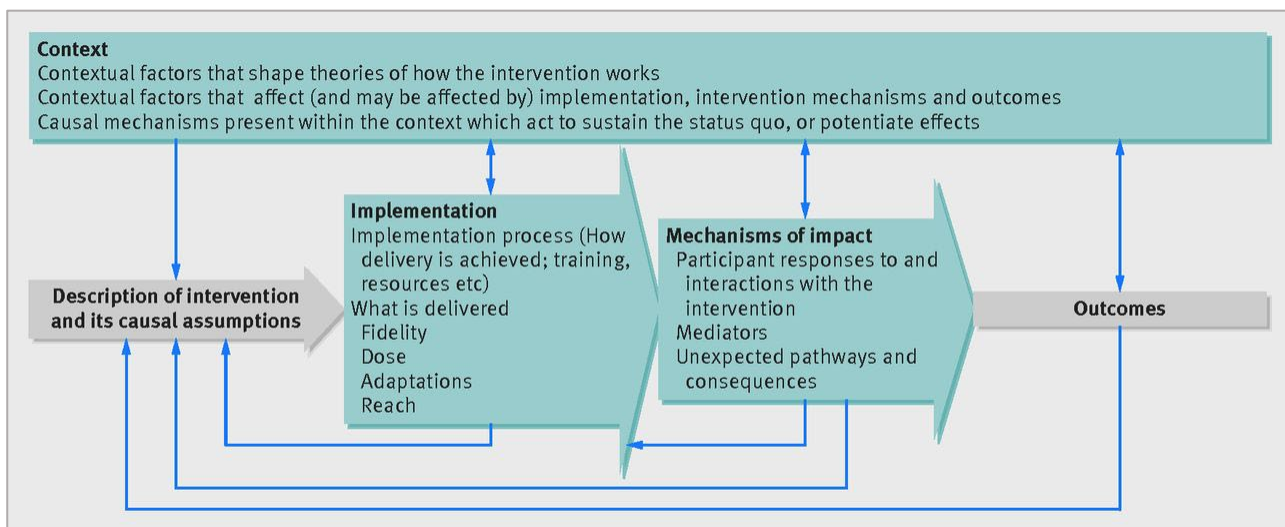 Context
Contextual factors that shape theories of how the intervention works
Contextual factors that affect (and may be affected by) implementation, intervention mechanisms and outcomes
Causal mechanisms present within the context which act to sustain the status quo, or potentiate effects
Description of intervention
and its causal assumptions
Implementation
Implementation process (How
delivery is achieved; training,
resources etc)
What is delivered
Fidelity
Dose
Adaptations
Reach
Mechanisms of impact
Participant responses to and
interactions with the
intervention
Mediators
Unexpected pathways and
consequences
Outcomes